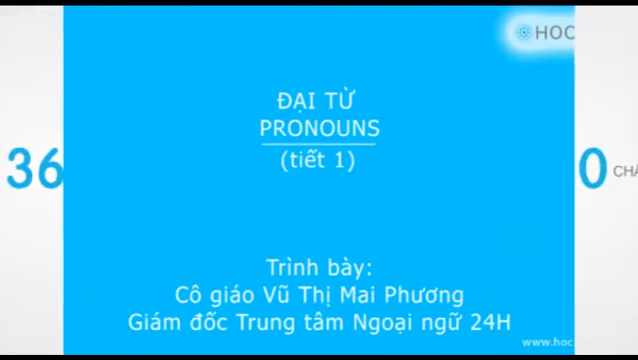 HOC
ĐẠI TỪ
PRONOUNS
(tiết 1)
36
0
CHÁ
Trình bày:
Cô giáo Vũ Thị Mai Phương
Giám đốc Trung tâm Ngoại ngữ 24H
www.hoc